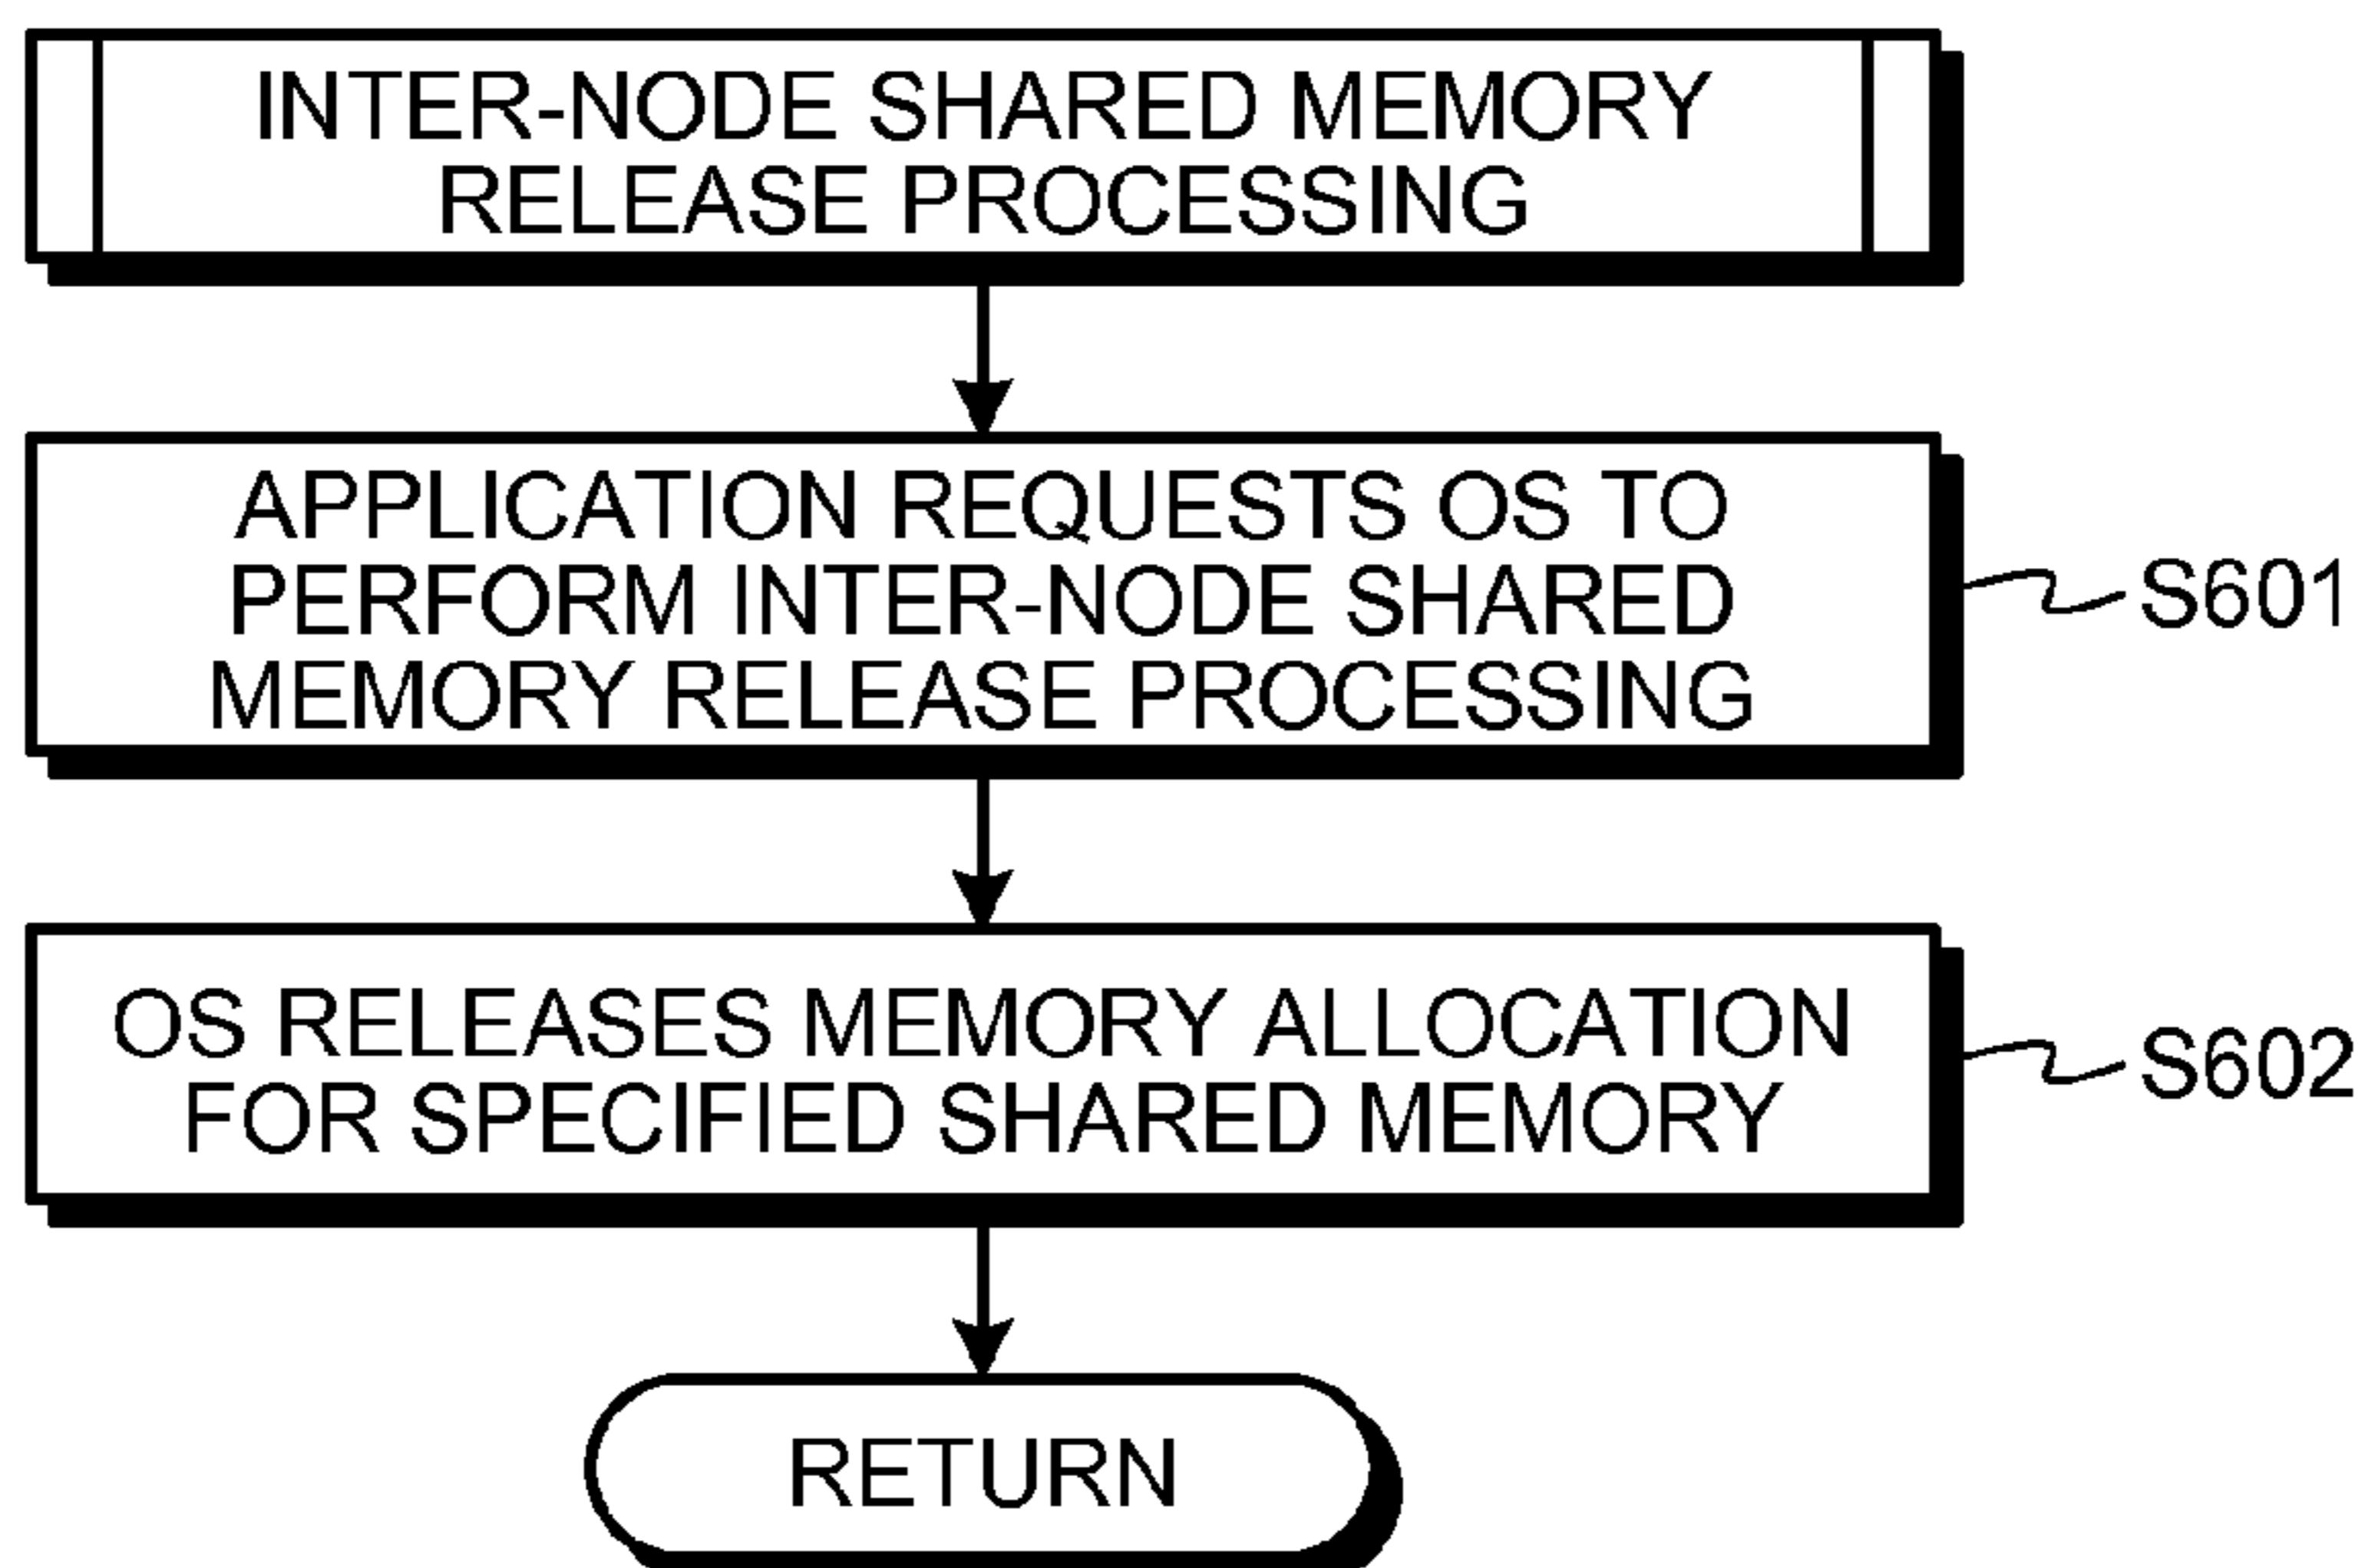 INTER-NODE SHARED MEMORY
RELEASE PROCESSING
APPLICATION REQUESTS OS TO
PERFORM INTER-NODE SHARED
MEMORY RELEASE PROCESSING
S601
OS RELEASES MEMORY ALLOCATION
FOR SPECIFIED SHARED MEMORY
S602
RETURN